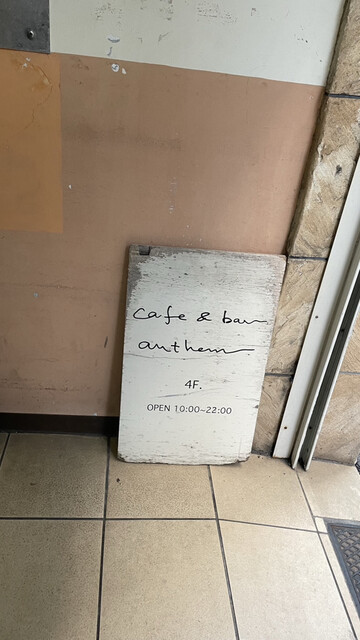 cafe & bar
anthem
4F.
OPEN 10:00~22:00